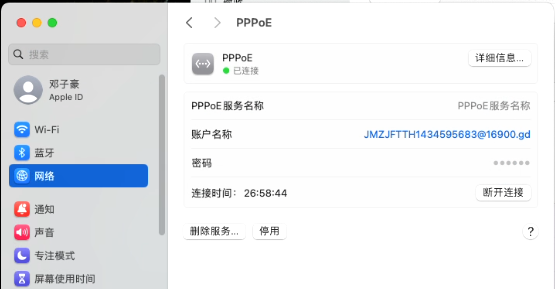 PPPoE
搜索
邓子豪
Apple ID
Wi-Fi
蓝牙
网络
通知
声音
专注模式
屏幕使用时间
PPPoE
已连接
详细信息...
PPPoE服务名称
PPPoE服务名称
账户名称
JMZJFTTH1434595683@16900.gd
密码
连接时间： 26:58:44
断开连接
删除服务...
停用
?